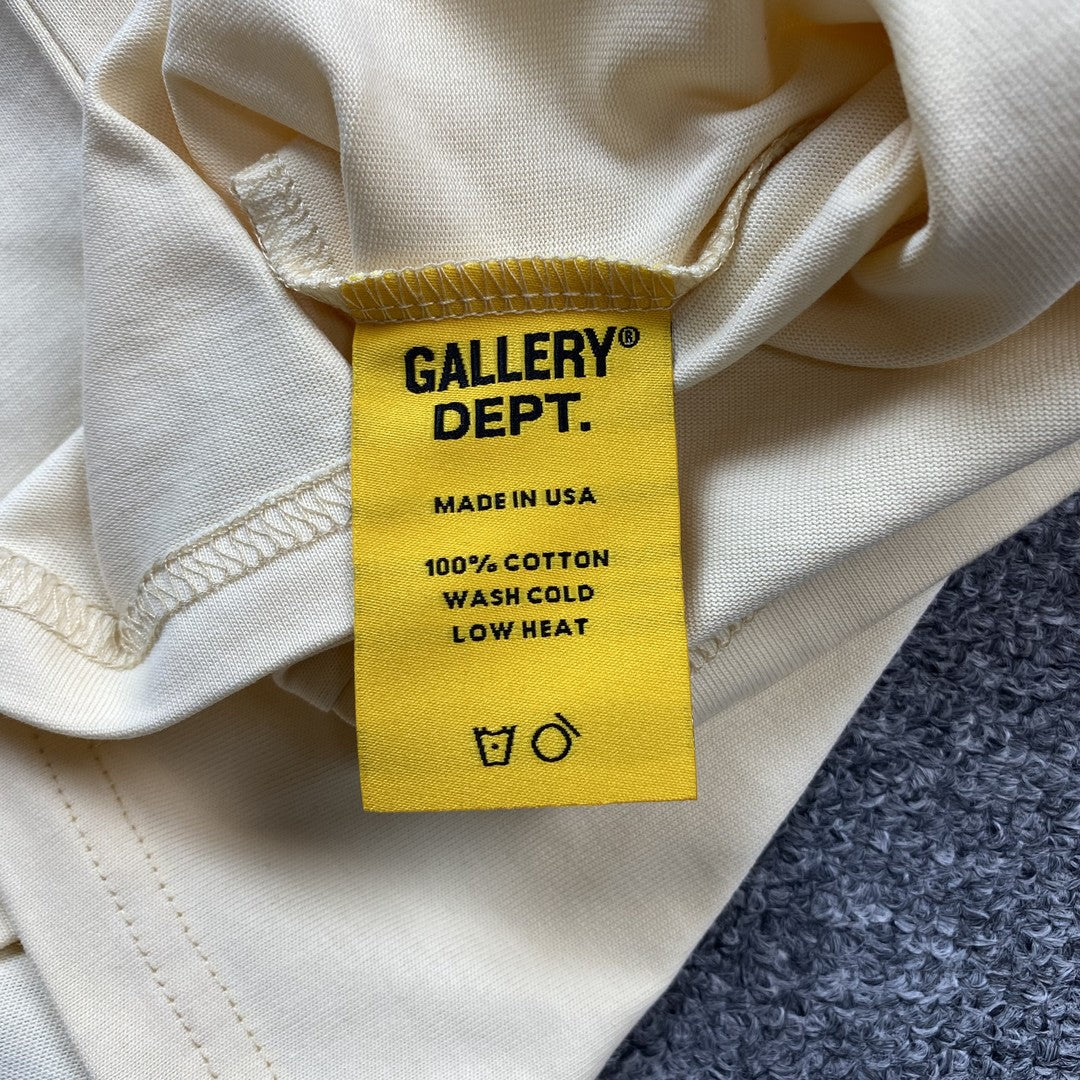 GALLERY®
DEPT.
MADE IN USA
100% COTTON
WASH COLD
LOW HEAT